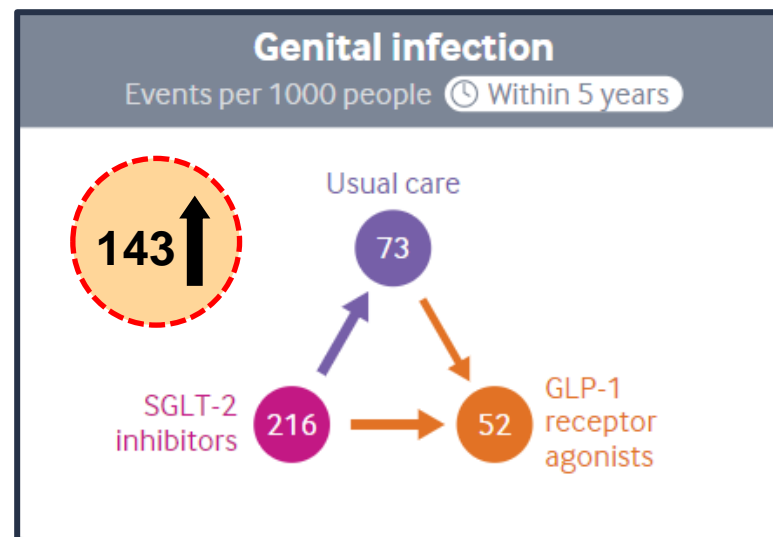 Genital infection
Events per 1000 people Within 5 years
143
Usual care
73
SGLT-2
inhibitors
216
52
GLP-1
receptor
agonists